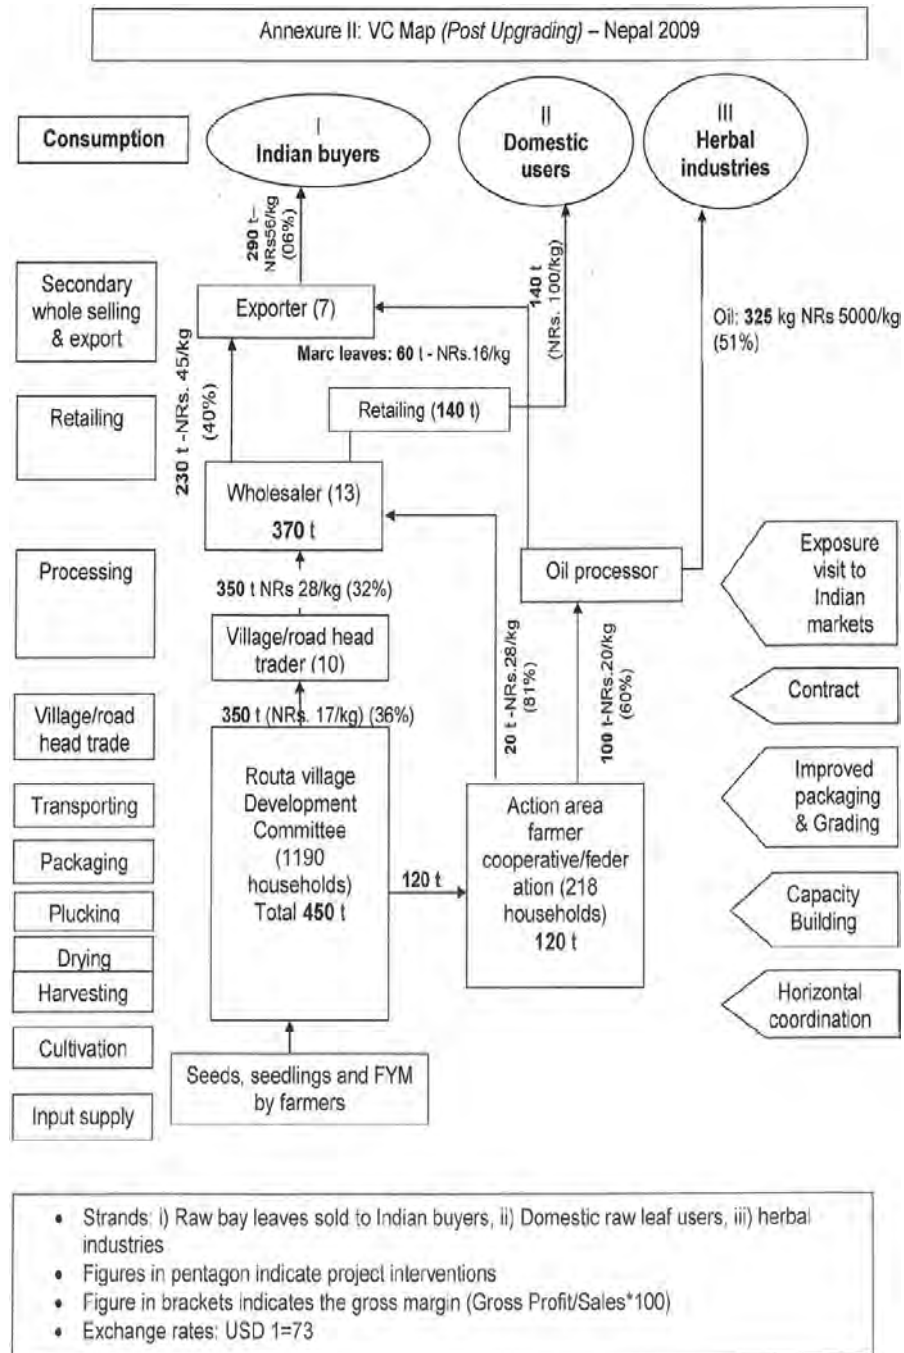 Annexure II: VC Map (Post Upgrading) – Nepal 2009
Consumption
I
Indian buyers
II
Domestic
users
III
Herbal
industries
290 t–
NRs56/kg
(06%)
Secondary
whole selling
& export
Exporter (7)
140 t
(NRs. 100/kg)
Oil: 325 kg NRs 5000/kg
(51%)
Marc leaves: 60 t - NRs.16/kg
230 t -NRs. 45/kg
(40%)
Retailing
Retailing (140 t)
Wholesaler (13)
370 t
Processing
350 t NRs 28/kg (32%)
Oil processor
Exposure
visit to
Indian
markets
Village/road head
trader (10)
20 t -NRs.28/kg
(81%)
100 t-NRs.20/kg
(60%)
Contract
Village/road
head trade
350 t (NRs. 17/kg) (36%)
Routa village
Development
Committee
(1190
households)
Total 450 t
120 t
Action area
farmer
cooperative/feder
ation (218
households)
120 t
Improved
packaging
& Grading
Transporting
Packaging
Plucking
Drying
Harvesting
Cultivation
Input supply
Capacity
Building
Horizontal
coordination
Seeds, seedlings and FYM
by farmers
• Strands: i) Raw bay leaves sold to Indian buyers, ii) Domestic raw leaf users, iii) herbal
industries
• Figures in pentagon indicate project interventions
• Figure in brackets indicates the gross margin (Gross Profit/Sales*100)
• Exchange rates: USD 1=73